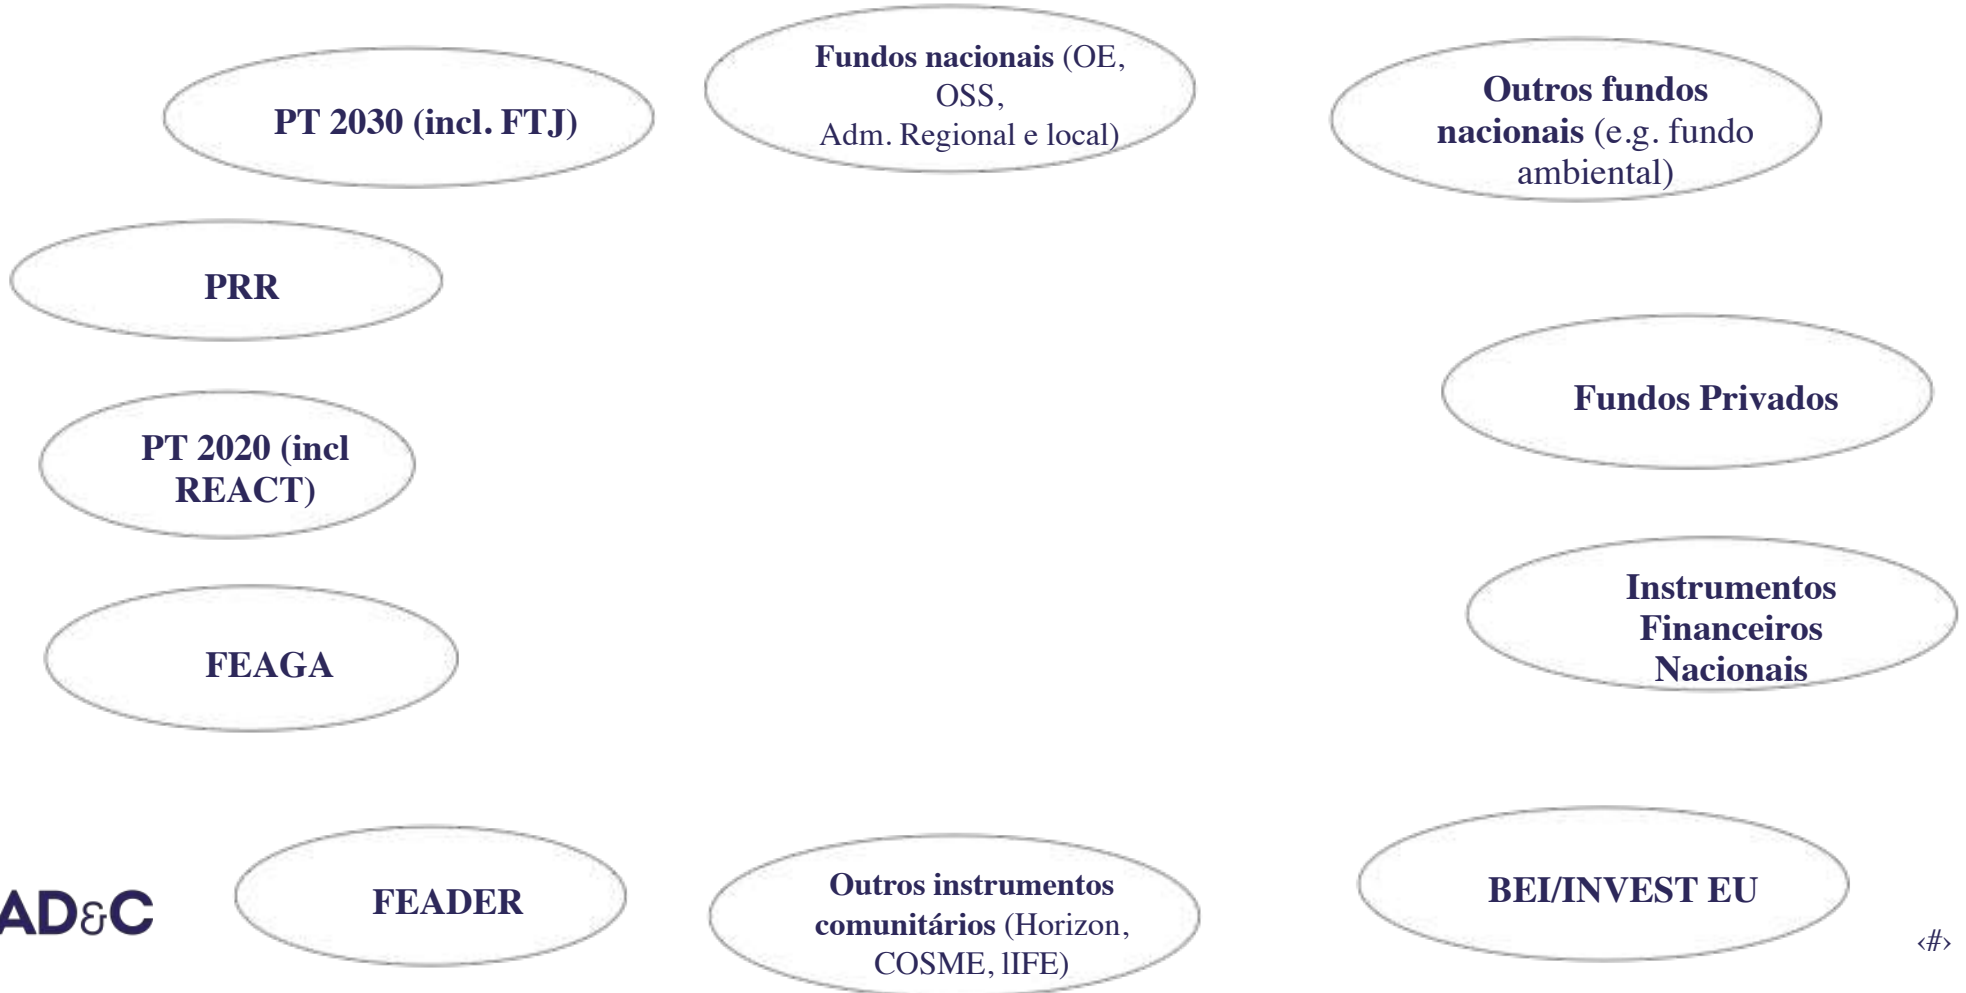 Fundos nacionais (OE,
OSS,
Adm. Regional e local)
PT 2030 (incl. FTJ)
Outros fundos
nacionais (e.g. fundo
ambiental)
PRR
Fundos Privados
PT 2020 (incl
REACT)
Instrumentos
Financeiros
Nacionais
FEAGA
FEADER
Outros instrumentos
comunitários (Horizon,
COSME, lIFE)
BEI/INVEST EU
AD&C
‹#›